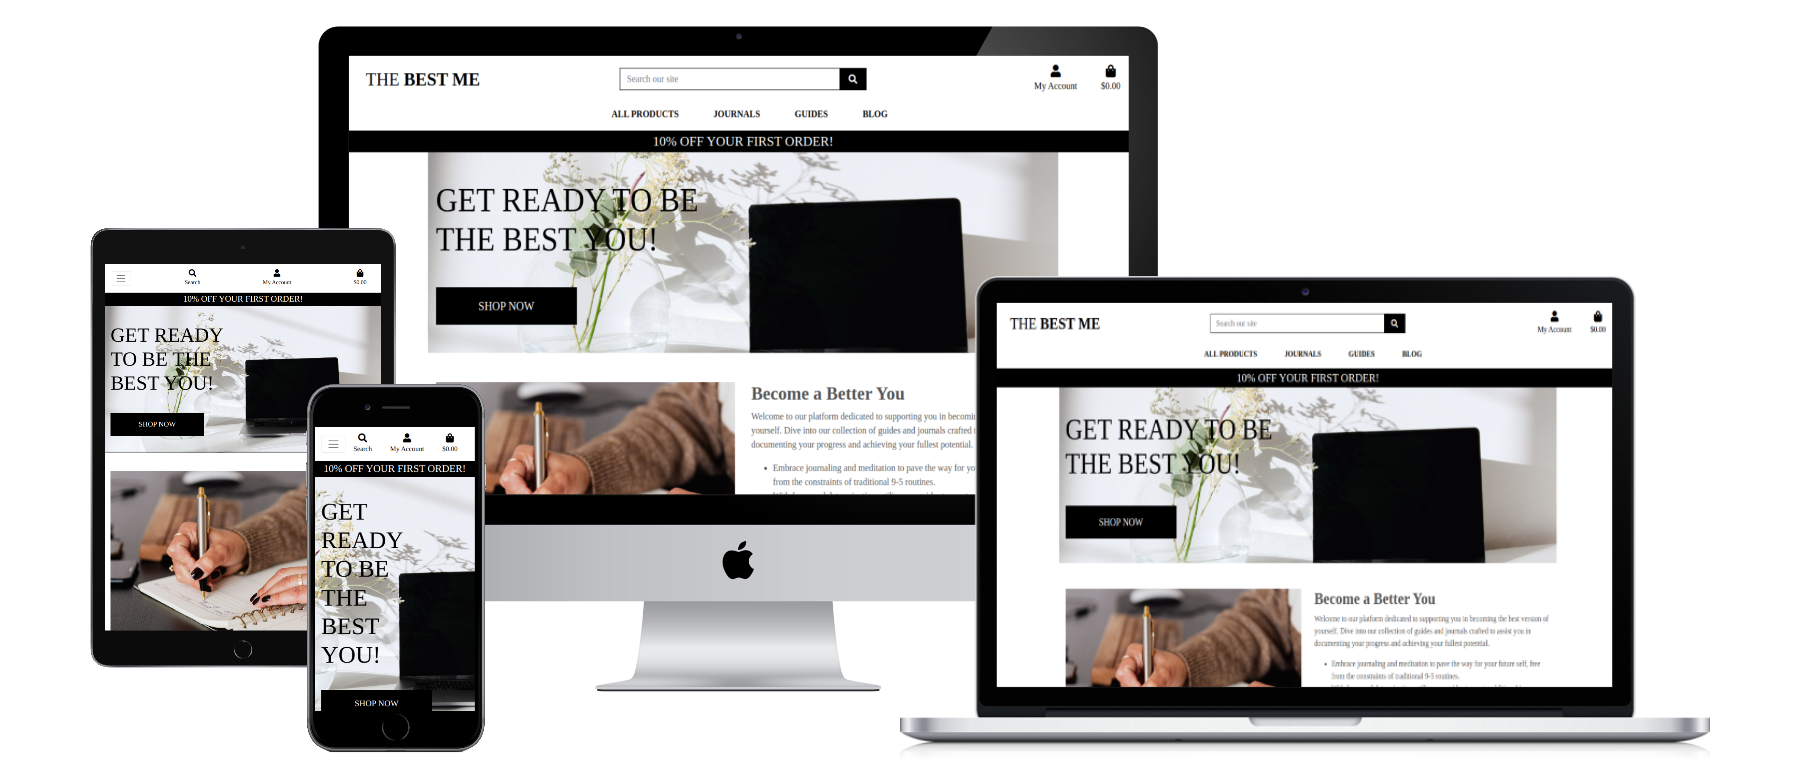 THE BEST ME
Search our site
My Account
$0.00
ALL PRODUCTS
JOURNALS
GUIDES
BLOG
10% OFF YOUR FIRST ORDER!
GET READY TO BE
THE BEST YOU!
SHOP NOW
Become a Better You
Welcome to our platform dedicated to supporting you in becomin
yourself. Dive into our collection of guides and journals crafted
documenting your progress and achieving your fullest potential.
• Embrace journaling and meditation to pave the way for yo
from the constraints of traditional 9-5 routines.
Search
My Account
$0.00
10% OFF YOUR FIRST ORDER!
GET READY
TO BE THE
BEST YOU!
SHOP NOW
Search
My Account
$0.00
10% OFF YOUR FIRST ORDER!
GET
READY
TO BE
THE
BEST
YOU!
SHOP NOW
THE BEST ME
Search our site
My Account
$0.00
ALL PRODUCTS
JOURNALS
GUIDES
BLOG
10% OFF YOUR FIRST ORDER!
GET READY TO BE
THE BEST YOU!
SHOP NOW
Become a Better You
Welcome to our platform dedicated to supporting you in becoming the best version of
yourself. Dive into our collection of guides and journals crafted to assist you in
documenting your progress and achieving your fullest potential.
• Embrace journaling and meditation to pave the way for your future self, free
from the constraints of traditional 9-5 routines.